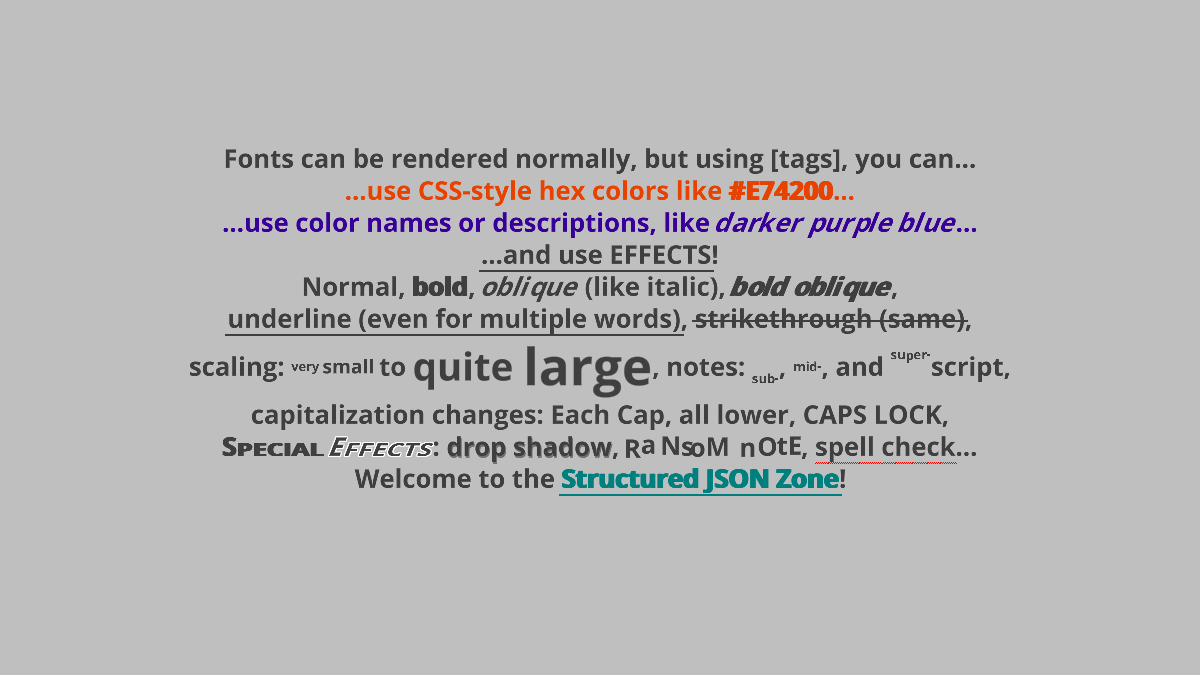 Fonts can be rendered normally, but using [tags], you can...
...use CSS-style hex colors like #E74200...
...use color names or descriptions, like darker purple blue...
...and use EFFECTS!
Normal, bold, oblique (like italic), bold oblique,
underline (even for multiple words), strikethrough (same),
scaling: very small to quite large, notes: sub-, mid-, and super-script,
capitalization changes: Each Cap, all lower, CAPS LOCK,
Special Effects: drop shadow, RaNsoM nOtE, spell check...
Welcome to the Structured JSON Zone!